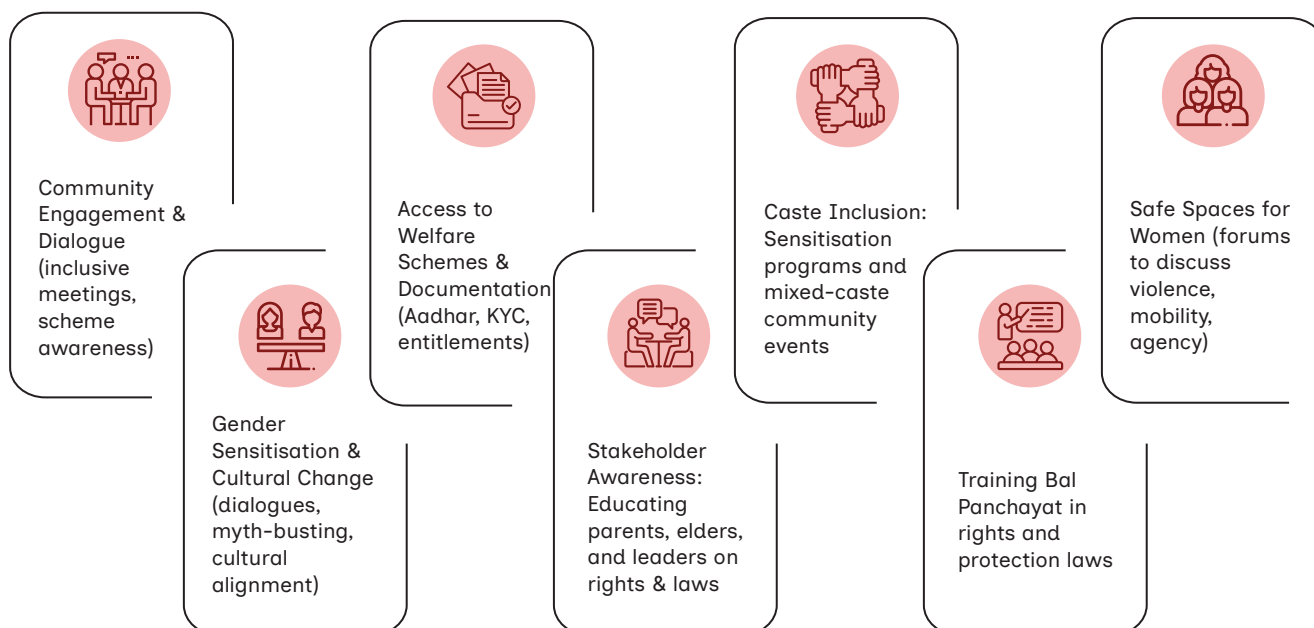 Community
Engagement &
Dialogue
(inclusive
meetings,
scheme
awareness)
Gender
Sensitisation &
Cultural Change
(dialogues,
myth-busting,
cultural
alignment)
Access to
Welfare
Schemes &
Documentation
(Aadhar, KYC,
entitlements)
Stakeholder
Awareness:
Educating
parents, elders,
and leaders on
rights & laws
Caste Inclusion:
Sensitisation
programs and
mixed-caste
community
events
Training Bal
Panchayat in
rights and
protection laws
Safe Spaces for
Women (forums
to discuss
violence,
mobility,
agency)